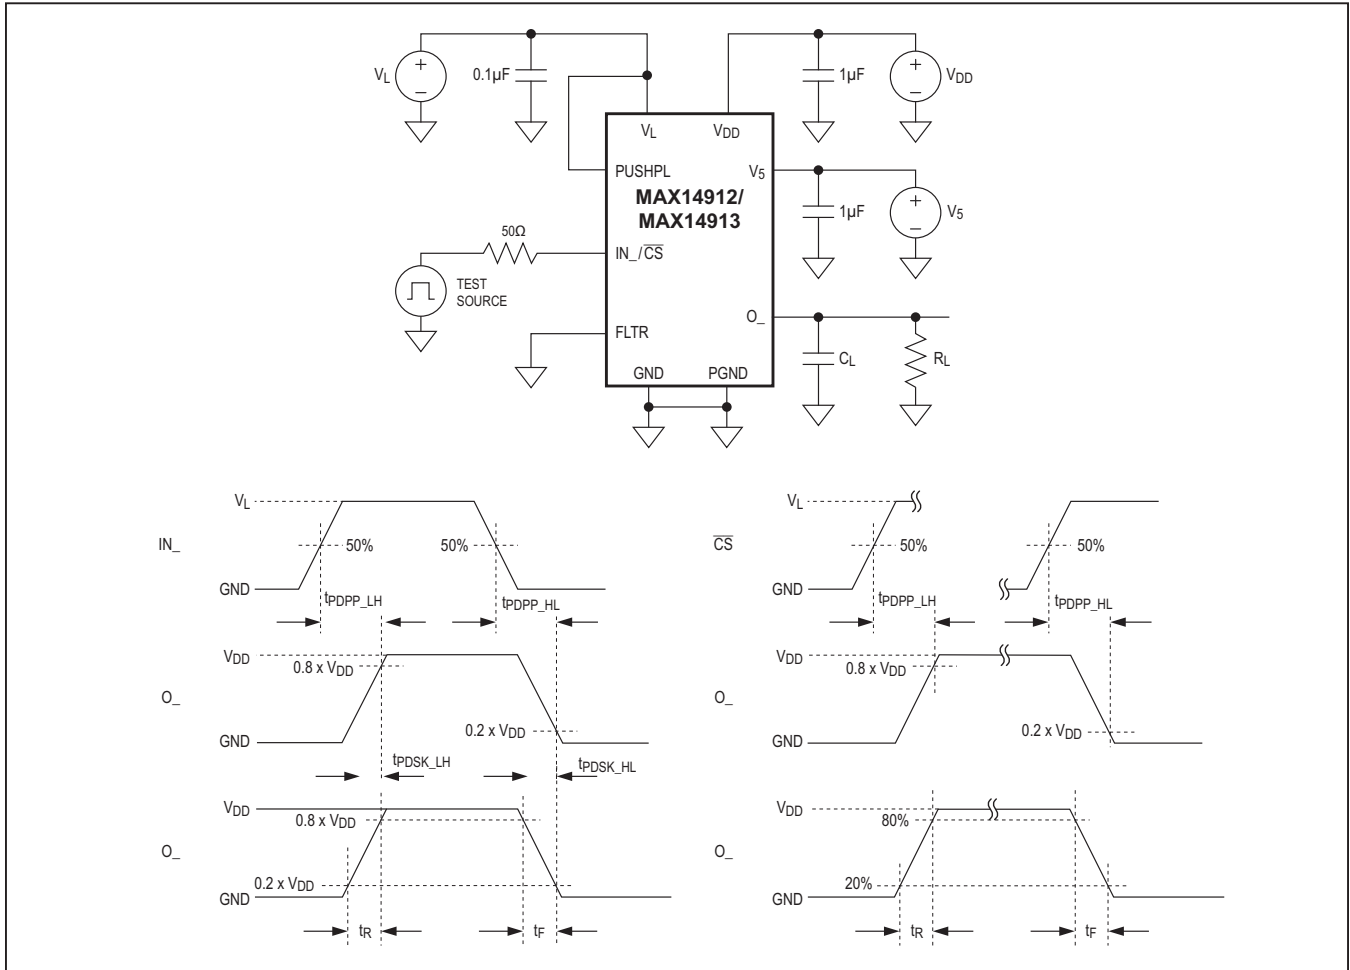 VL
0.1µF
1µF
VDD
VL
VDD
PUSHPL
V5
MAX14912/
MAX14913
1µF
V5
50Ω
IN_/CS
TEST
SOURCE
O_
FLTR
CL
RL
GND
PGND
VL
IN_
50%
50%
GND
tPDPP_LH
tPDPP_HL
VDD
0.8 x VDD
O_
0.2 x VDD
GND
tPDSK_LH
tPDSK_HL
VDD
0.8 x VDD
O_
0.2 x VDD
GND
tR
tF
VL
CS
50%
50%
GND
tPDPP_LH
tPDPP_HL
VDD
0.8 x VDD
O_
0.2 x VDD
GND
VDD
80%
O_
20%
GND
tR
tF